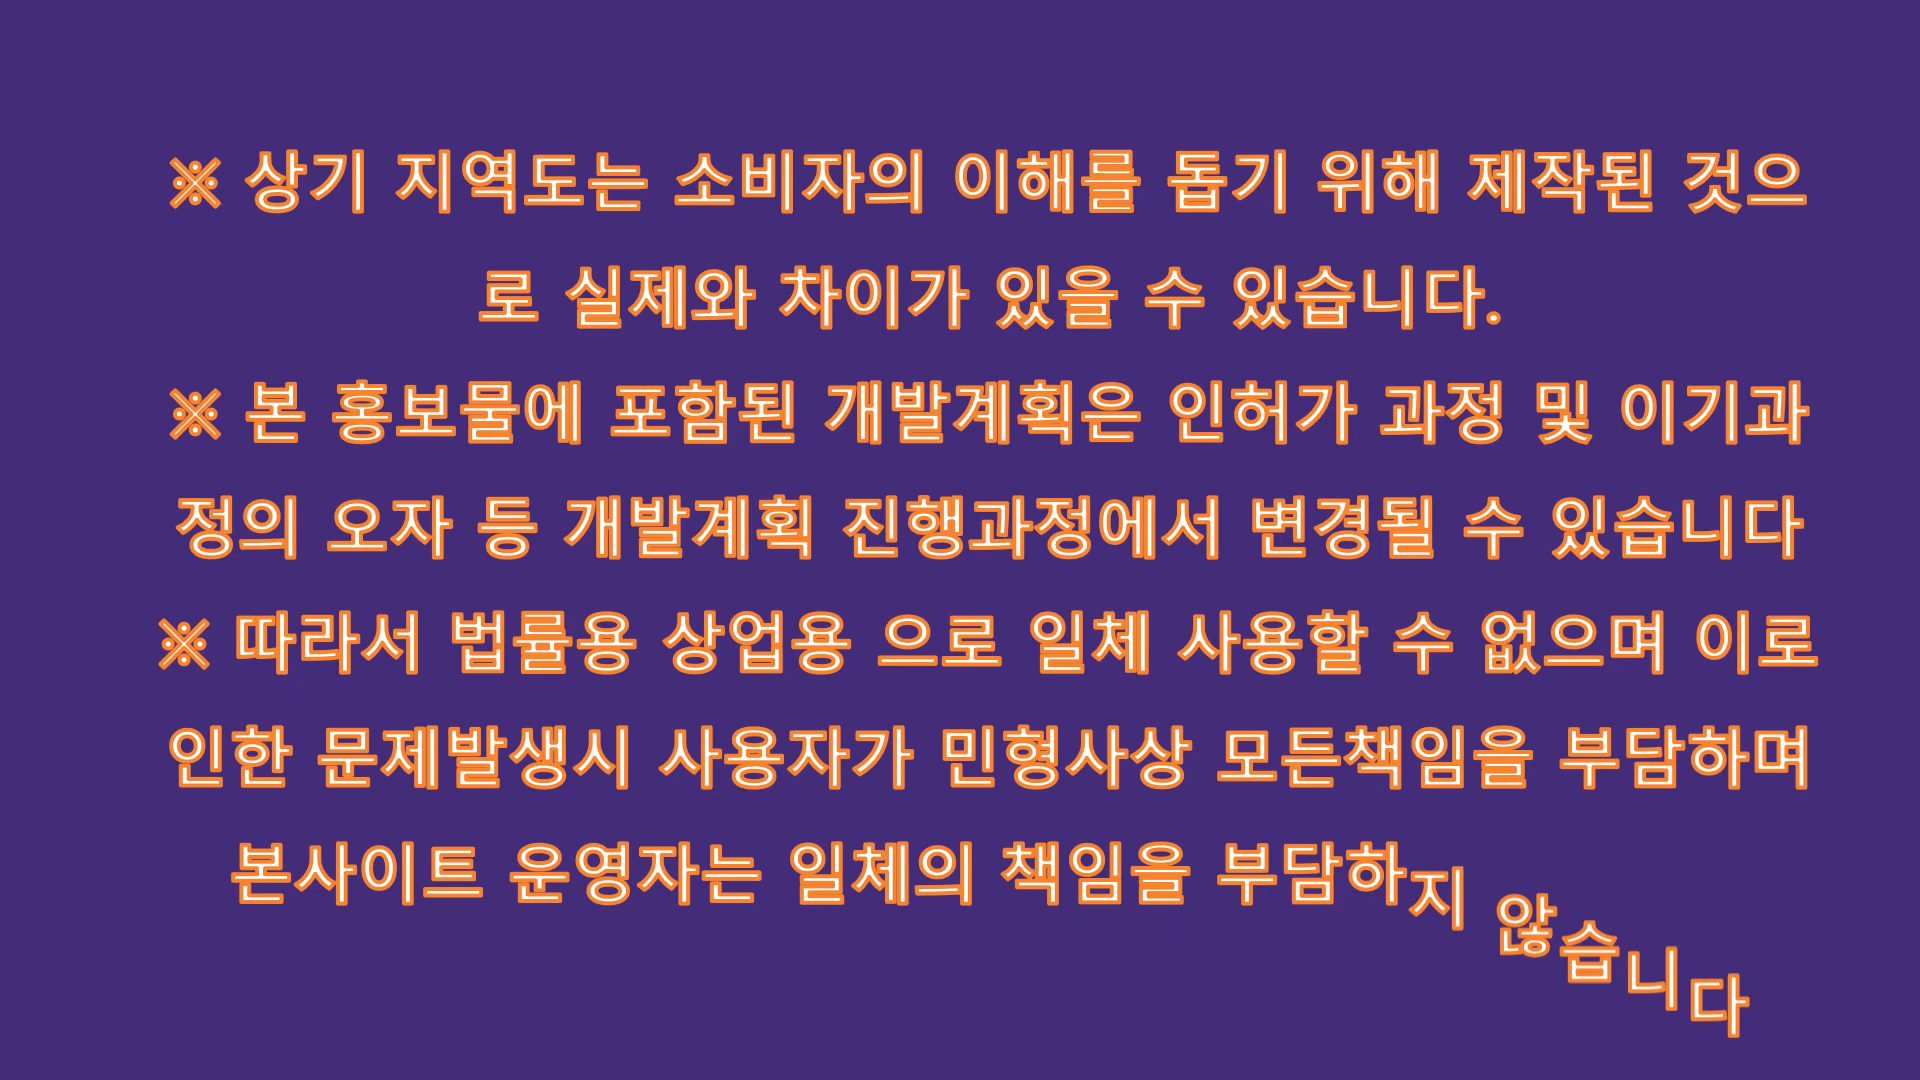 ※ 상기 지역도는 소비자의 이해를 돕기 위해 제작된 것으
로 실제와 차이가 있을 수 있습니다.
※ 본 홍보물에 포함된 개발계획은 인허가 과정 및 이기과
정의 오자 등 개발계획 진행과정에서 변경될 수 있습니다
※ 따라서 법률용 상업용 으로 일체 사용할 수 없으며 이로
인한 문제발생시 사용자가 민형사상 모든책임을 부담하며
본사이트 운영자는 일체의 책임을 부담하지 않습니다